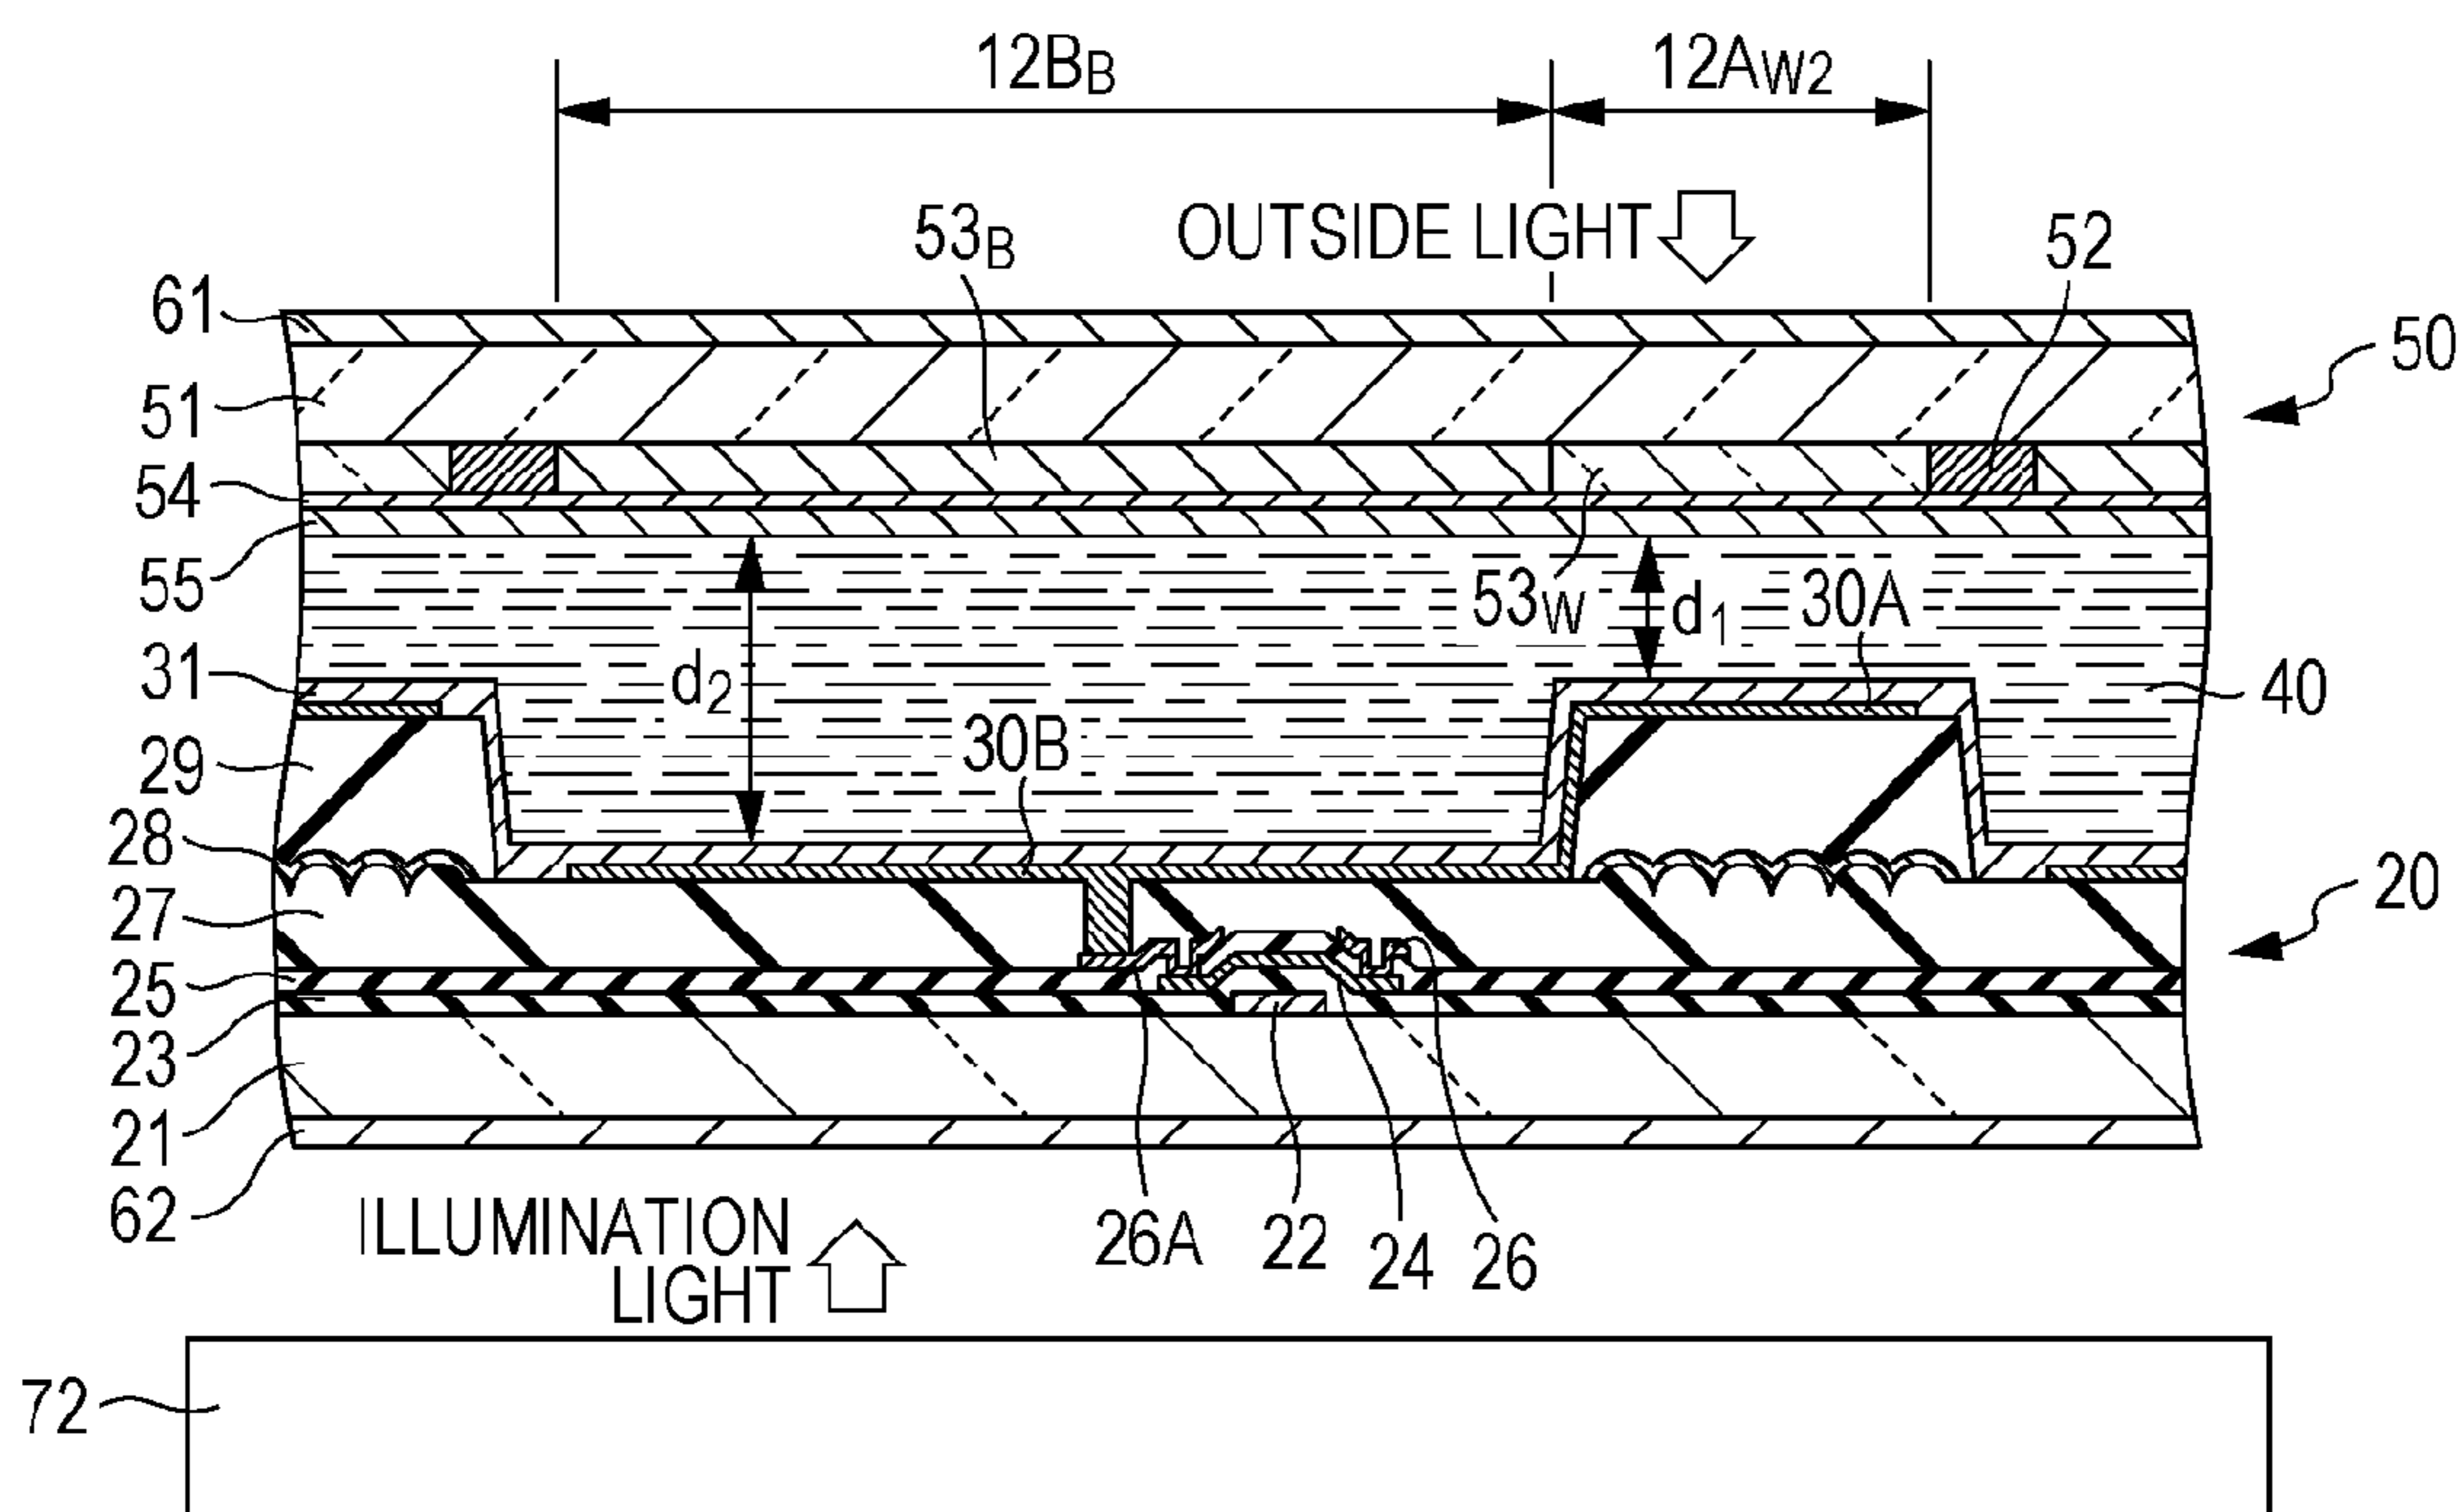 12BB
12AW2
OUTSIDE LIGHT
53B
52
61
50
51
54
55
53W
d1
30A
31
d2
40
29
30B
28
27
20
25
23
21
62
ILLUMINATION
LIGHT
26A
22
24
26
72